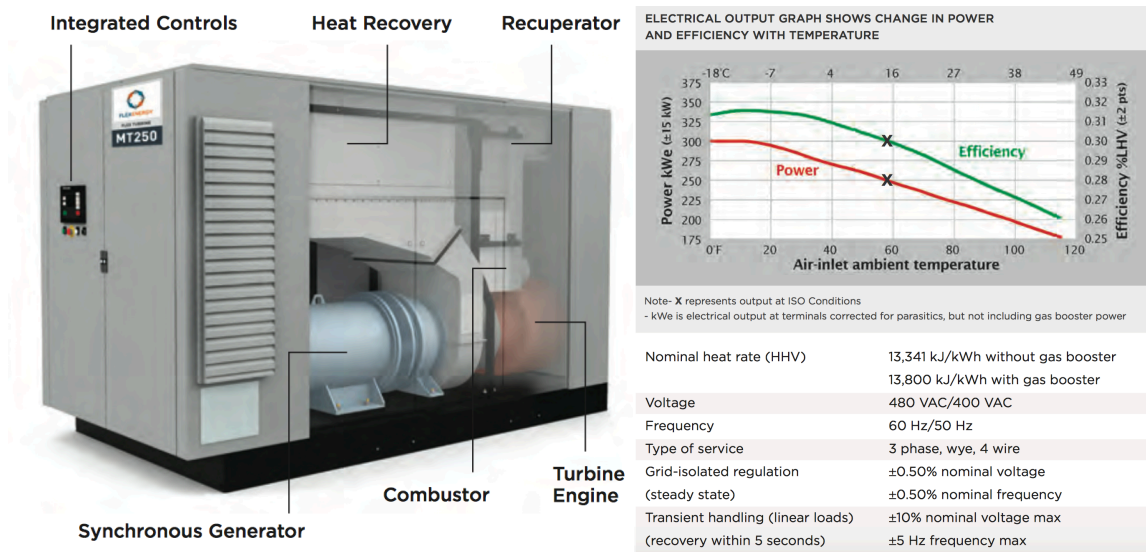 Integrated Controls
Heat Recovery
Recuperator
FLEXENERGY
FLEX TURBINE
MT250
Synchronous Generator
Combustor
Turbine
Engine
ELECTRICAL OUTPUT GRAPH SHOWS CHANGE IN POWER
AND EFFICIENCY WITH TEMPERATURE
-18°C -7 4 16 27 38 49
375 350 325 300 275 250 225 200 175
Power kWe (±15 kW)
0.33 0.32 0.31 0.30 0.29 0.28 0.27 0.26 0.25
Efficiency %LHV (±2 pts)
X
Efficiency
X
Power
0°F 20 40 60 80 100 120
Air-inlet ambient temperature
Note- X represents output at ISO Conditions
- kWe is electrical output at terminals corrected for parasitics, but not including gas booster power
Nominal heat rate (HHV) 13,341 kJ/kWh without gas booster
13,800 kJ/kWh with gas booster
Voltage 480 VAC/400 VAC
Frequency 60 Hz/50 Hz
Type of service 3 phase, wye, 4 wire
Grid-isolated regulation ±0.50% nominal voltage
(steady state) ±0.50% nominal frequency
Transient handling (linear loads) ±10% nominal voltage max
(recovery within 5 seconds) ±5 Hz frequency max